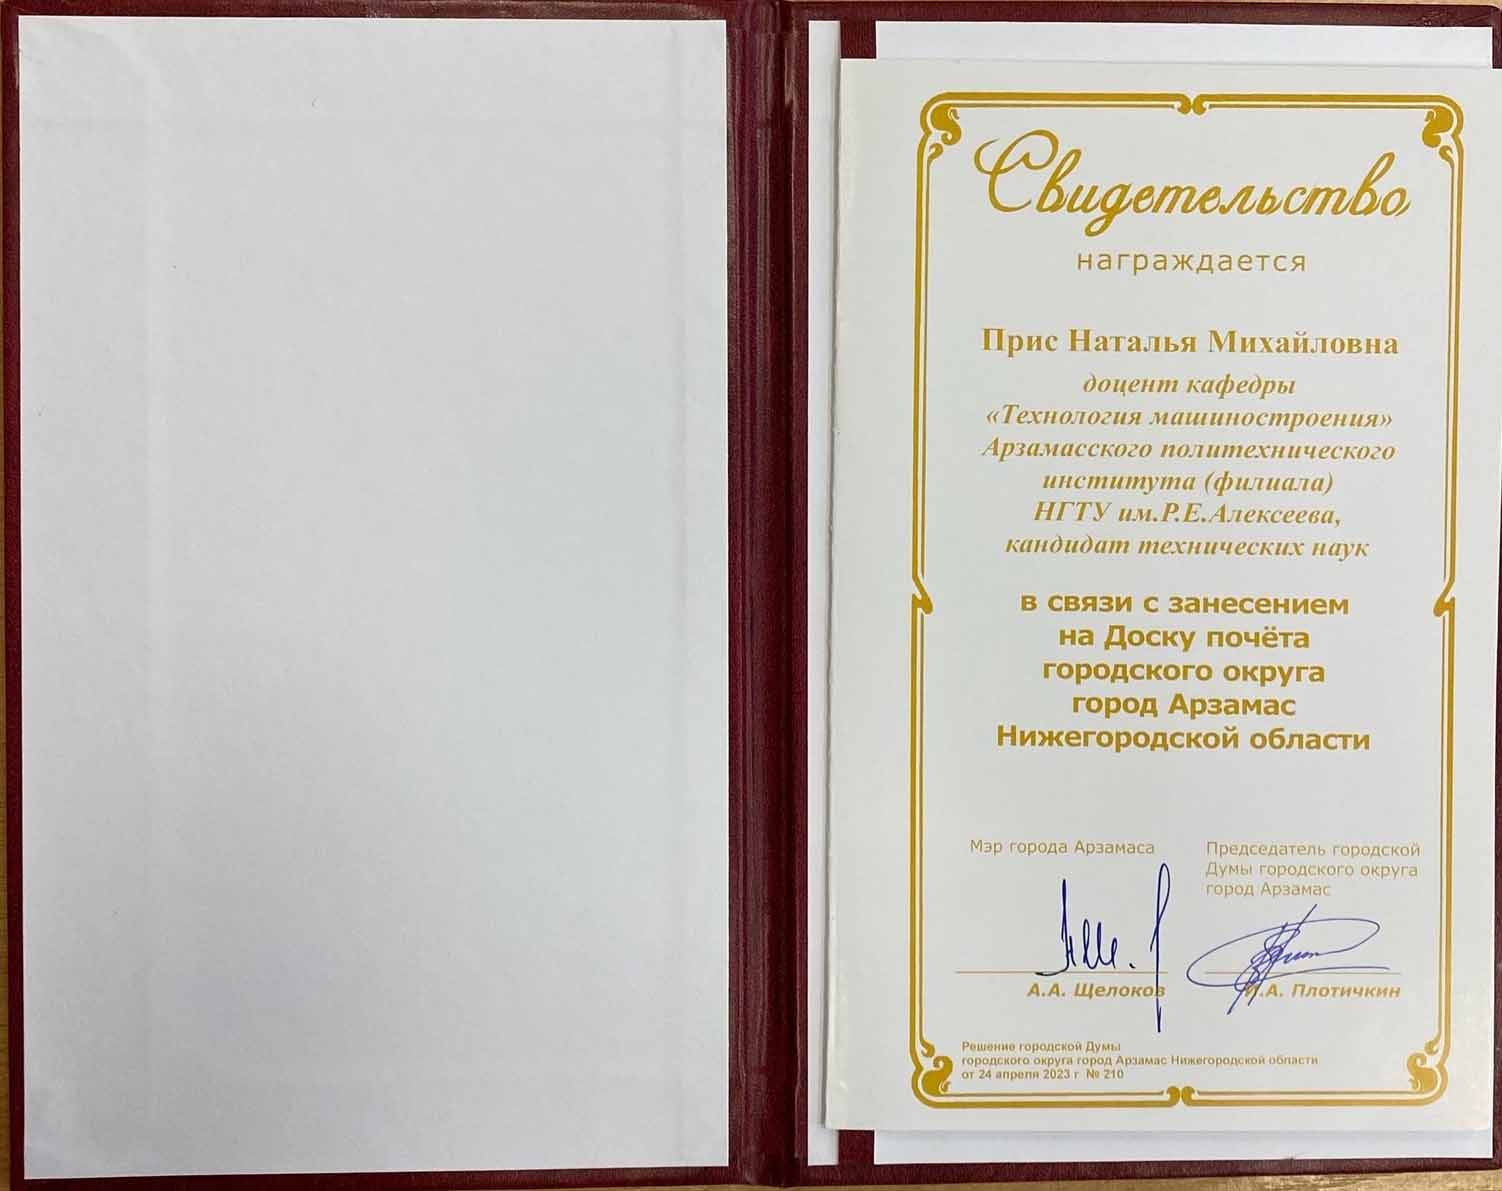 Свидетельство
награждается
Прис Наталья Михайловна
доцент кафедры
«Технология машиностроения»
Арзамасского политехнического
института (филиала)
НГТУ им.Р.Е.Алексеева,
кандидат технических наук
в связи с занесением
на Доску почёта
городского округа
город Арзамас
Нижегородской области
Мэр города Арзамаса
А.А. Щелоков
Председатель городской
Думы городского округа
город Арзамас
И.А. Плотичкин
Решение городской Думы
городского округа город Арзамас Нижегородской области
от 24 апреля 2023 г № 210